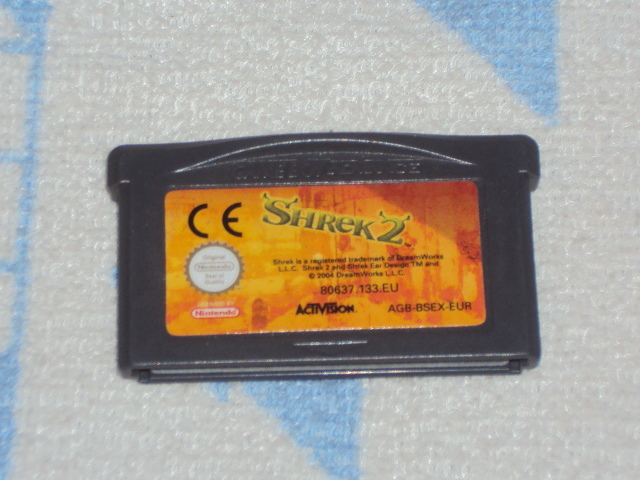 GAME BOY ADVANCE
CE
SHREK 2
Shrek is a registered trademark of DreamWorks
L.L.C. Shrek 2 and Shrek Ear Design TM and
© 2004 DreamWorks L.L.C.
Original
Nintendo
Seal of
Quality
80637.133.EU
LICENSED BY
Nintendo
ACTIVISION
AGB-BSEX-EUR